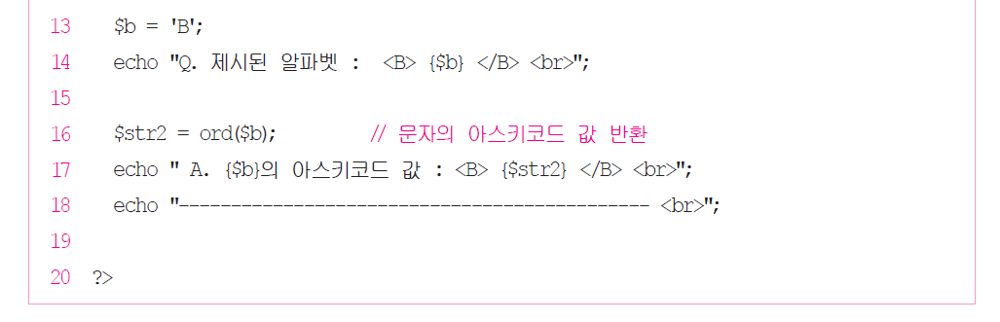 13 $b = 'B';
14 echo "Q. 제시된 알파벳 : <B> {$b} </B> <br>";
15
16 $str2 = ord($b); // 문자의 아스키코드 값 반환
17 echo " A. {$b}의 아스키코드 값 : <B> {$str2} </B> <br>";
18 echo "--------------------------------------------- <br>";
19
20 ?>